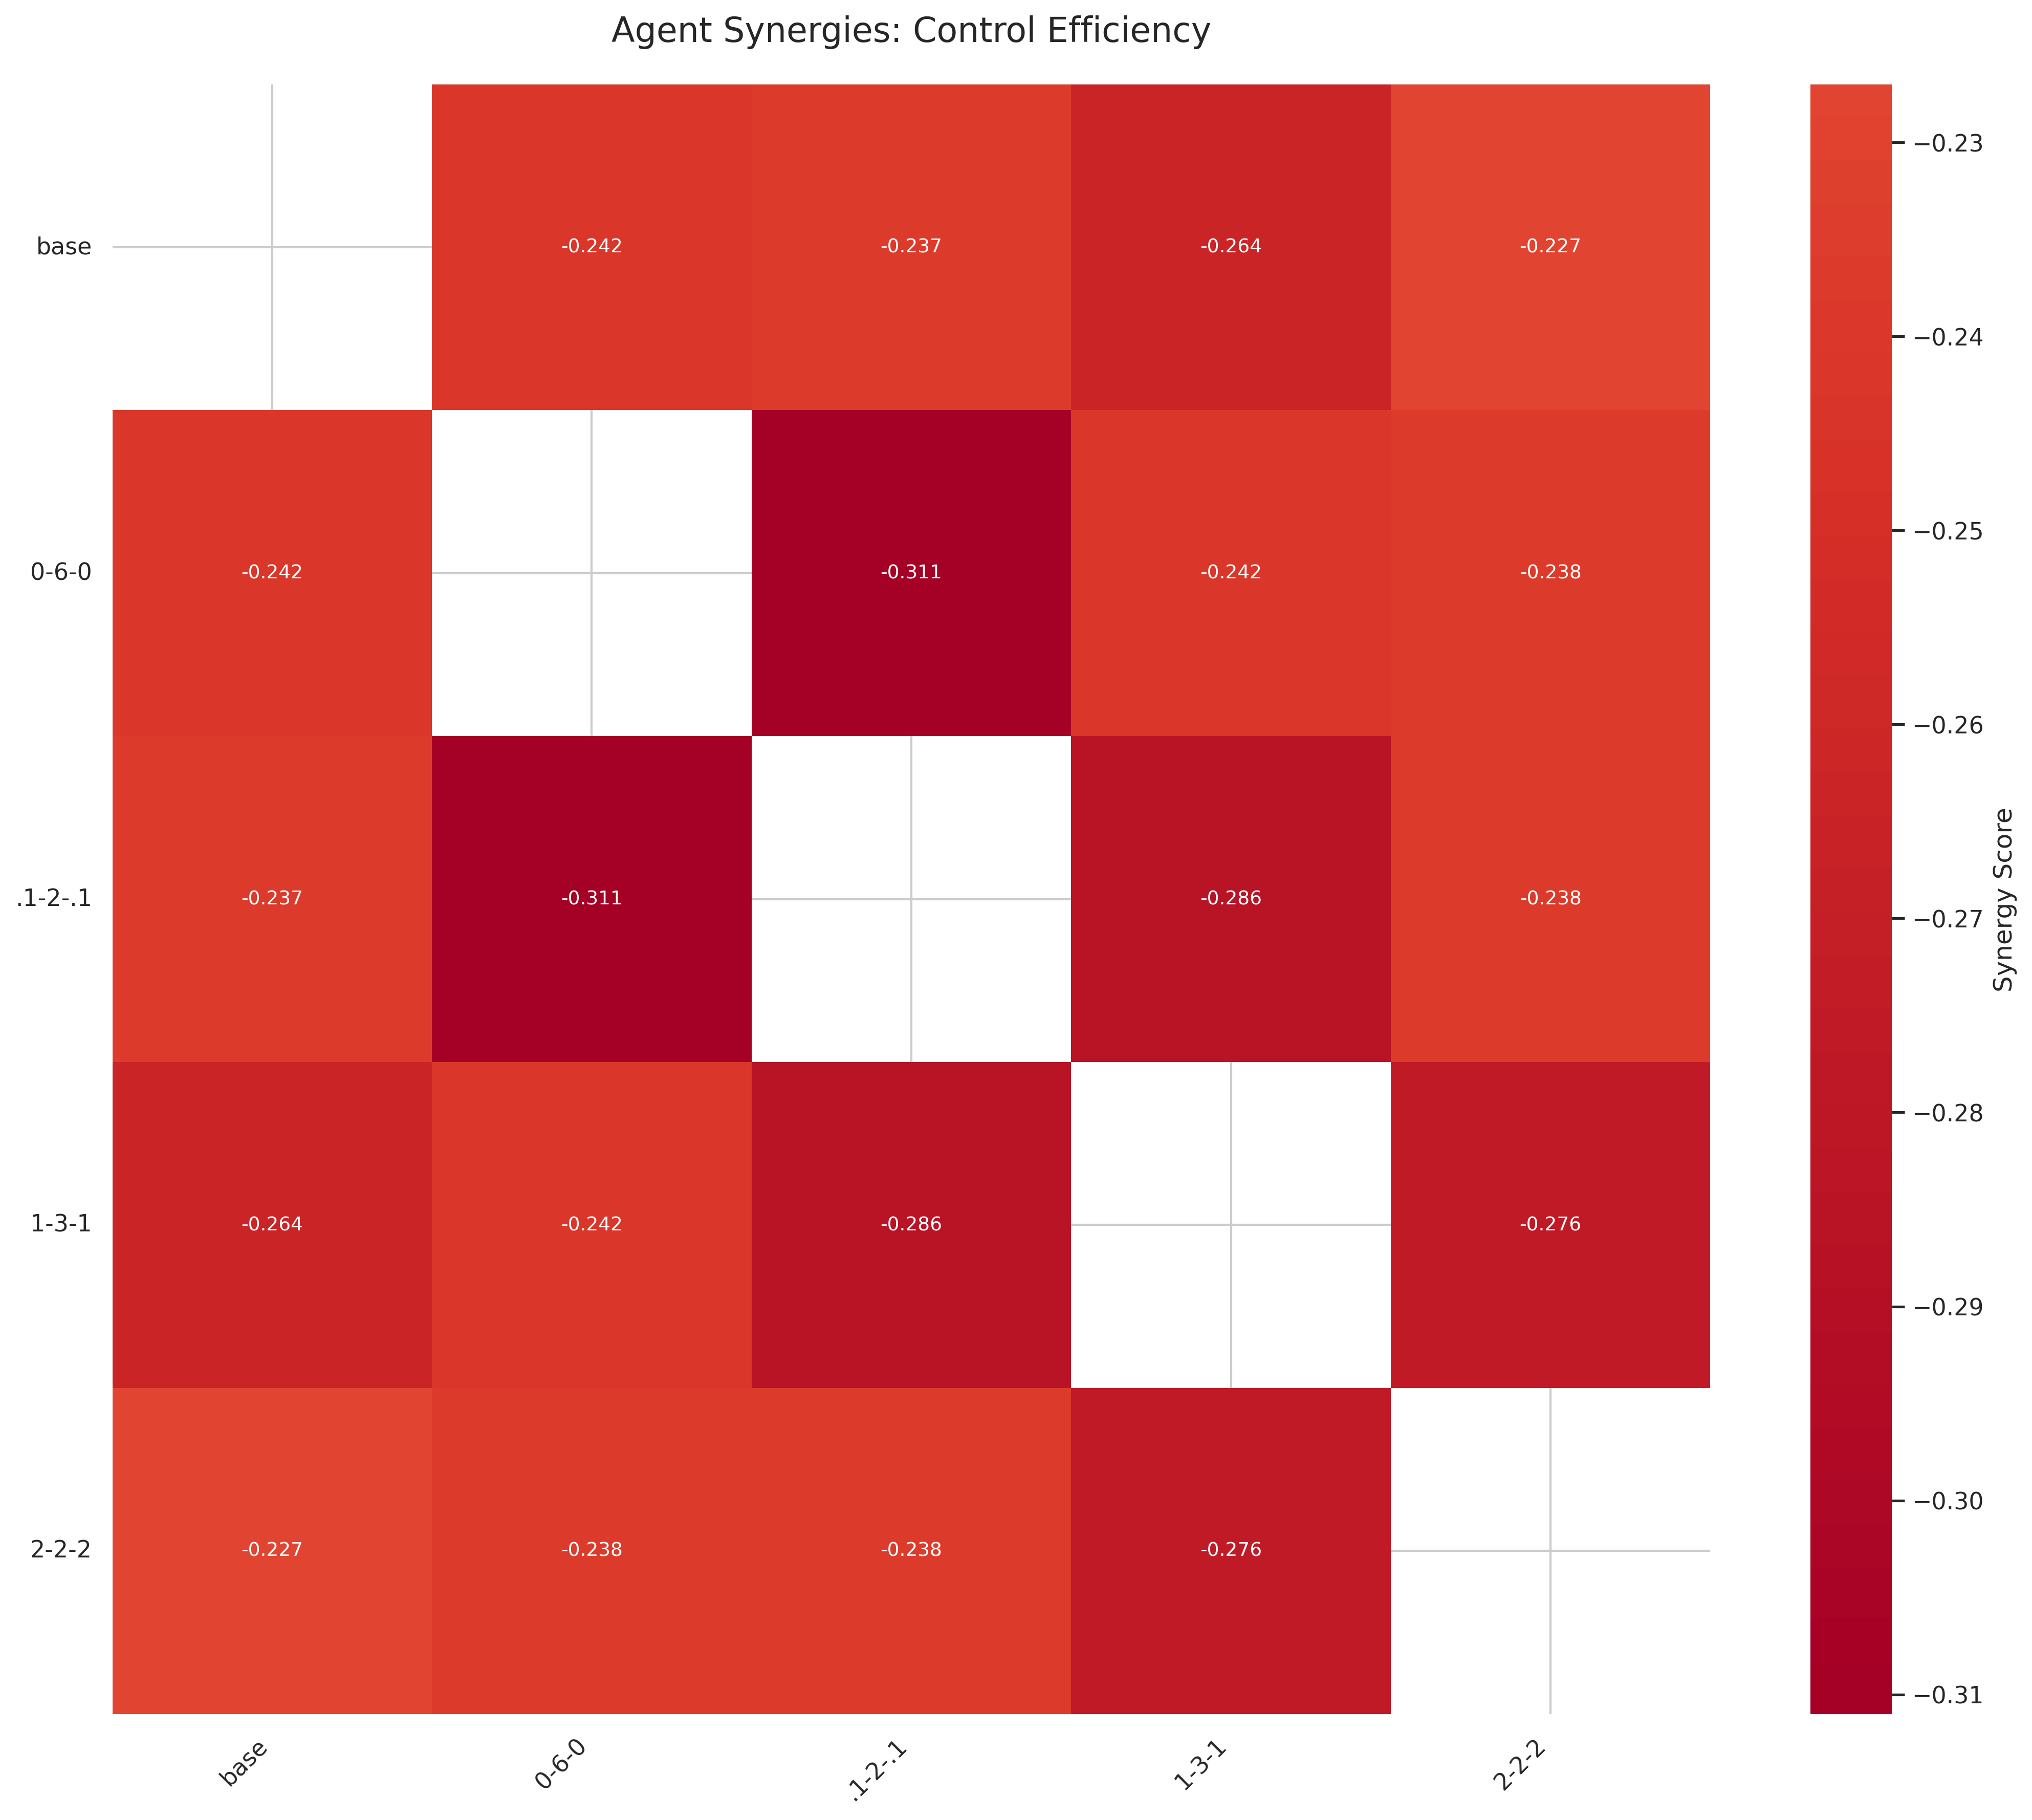 Agent Synergies: Control Efficiency
base
-0.242 -0.237 -0.264 -0.227
0-6-0
-0.242 -0.311 -0.242 -0.238
.1-2-.1
-0.237 -0.311 -0.286 -0.238
1-3-1
-0.264 -0.242 -0.286 -0.276
2-2-2
-0.227 -0.238 -0.238 -0.276
base 0-6-0 .1-2-.1 1-3-1 2-2-2
−0.23
−0.24
−0.25
−0.26
−0.27
−0.28
−0.29
−0.30
−0.31
Synergy Score